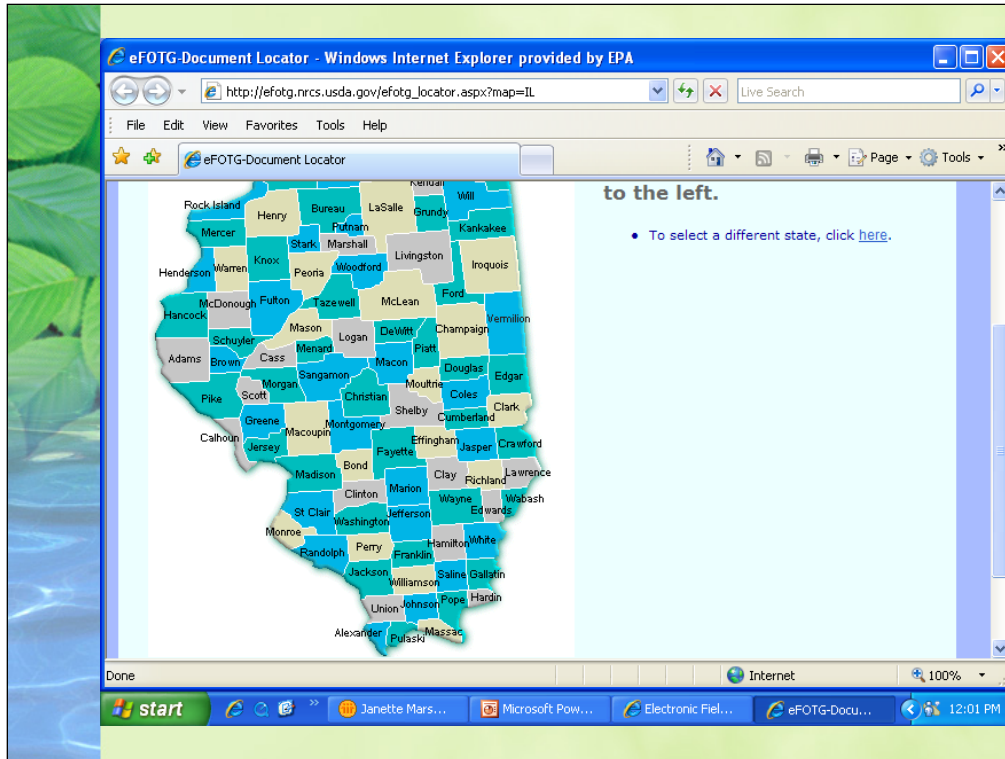 eFOTG-Document Locator - Windows Internet Explorer provided by EPA
http://efotg.nrcs.usda.gov/efotg_locator.aspx?map=IL
Live Search
File Edit View Favorites Tools Help
eFOTG-Document Locator
Page
Tools
»
to the left.
• To select a different state, click here.
Kendall
Will
Rock Island
Henry
Bureau
LaSalle
Grundy
Putnam
Mercer
Kankakee
Stark
Marshall
Knox
Livingston
Henderson
Warren
Peoria
Woodford
Iroquois
McDonough
Fulton
Tazewell
McLean
Ford
Hancock
Vermilion
Mason
Logan
DeWitt
Champaign
Schuyler
Menard
Piatt
Adams
Brown
Cass
Macon
Douglas
Sangamon
Edgar
Morgan
Moultrie
Pike
Scott
Christian
Coles
Shelby
Clark
Greene
Macoupin
Montgomery
Cumberland
Calhoun
Jersey
Effingham
Jasper
Crawford
Fayette
Bond
Madison
Clay
Richland
Lawrence
Clinton
Marion
Wayne
Wabash
St Clair
Jefferson
Edwards
Washington
Monroe
Hamilton
White
Randolph
Perry
Franklin
Jackson
Williamson
Saline
Gallatin
Union
Johnson
Pope
Hardin
Alexander
Pulaski
Massac
Done
Internet
100%
start
»
Janette Mars...
Microsoft Pow...
Electronic Fiel...
eFOTG-Docu...
12:01 PM